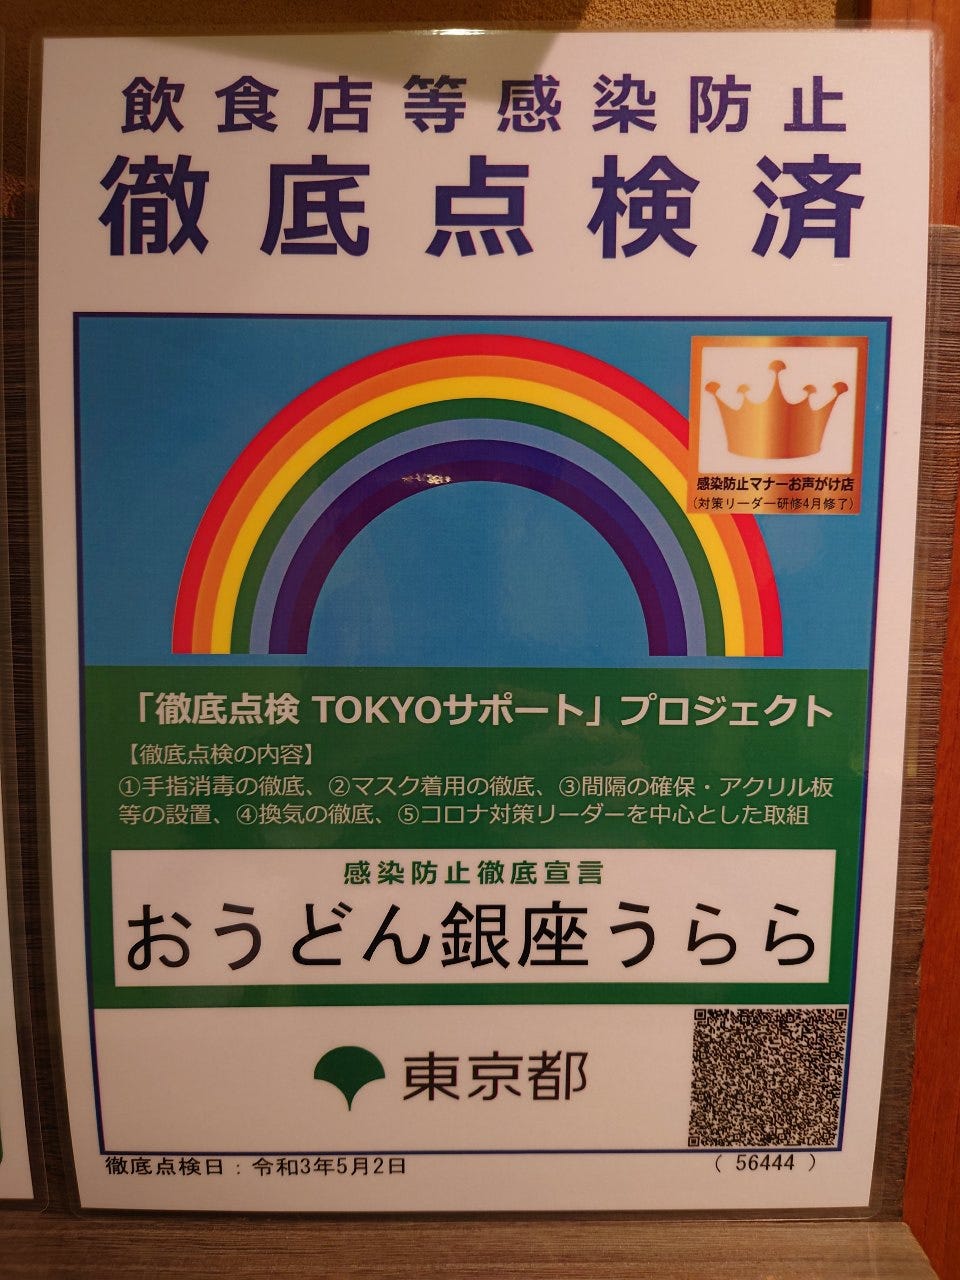 飲食店等感染防止
徹底点検済
感染防止マナーお声がけ店
(対策リーダー研修4月修了)
「徹底点検 TOKYOサポート」プロジェクト
【徹底点検の内容】
①手指消毒の徹底、②マスク着用の徹底、③間隔の確保・アクリル板
等の設置、④換気の徹底、⑤コロナ対策リーダーを中心とした取組
感染防止徹底宣言
おうどん銀座うらら
東京都
徹底点検日：令和3年5月2日
( 56444 )